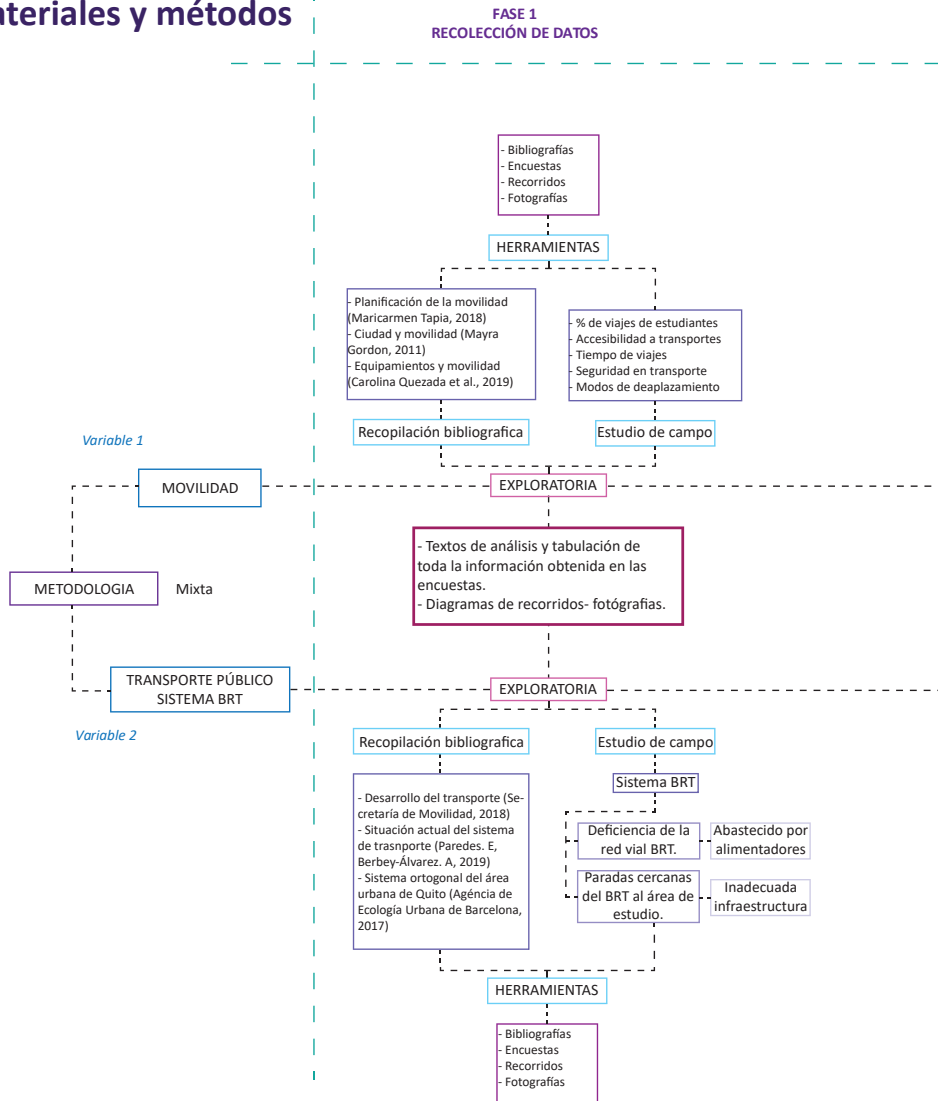 ateriales y métodos
FASE 1
RECOLECCIÓN DE DATOS
- Bibliografías
- Encuestas
- Recorridos
- Fotografías
HERRAMIENTAS
- Planificación de la movilidad
(Maricarmen Tapia, 2018)
- Ciudad y movilidad (Mayra
Gordon, 2011)
- Equipamientos y movilidad
(Carolina Quezada et al., 2019)
- % de viajes de estudiantes
- Accesibilidad a transportes
- Tiempo de viajes
- Seguridad en transporte
- Modos de deaplazamiento
Recopilación bibliografica
Estudio de campo
Variable 1
MOVILIDAD
EXPLORATORIA
- Textos de análisis y tabulación de
toda la información obtenida en las
encuestas.
- Diagramas de recorridos- fotógrafias.
METODOLOGIA
Mixta
TRANSPORTE PÚBLICO
SISTEMA BRT
EXPLORATORIA
Variable 2
Recopilación bibliografica
Estudio de campo
- Desarrollo del transporte (Se-
cretaría de Movilidad, 2018)
- Situación actual del sistema
de trasnporte (Paredes. E,
Berbey-Álvarez. A, 2019)
- Sistema ortogonal del área
urbana de Quito (Agéncia de
Ecología Urbana de Barcelona,
2017)
Sistema BRT
Deficiencia de la
red vial BRT.
Abastecido por
alimentadores
Paradas cercanas
del BRT al área de
estudio.
Inadecuada
infraestructura
HERRAMIENTAS
- Bibliografías
- Encuestas
- Recorridos
- Fotografías